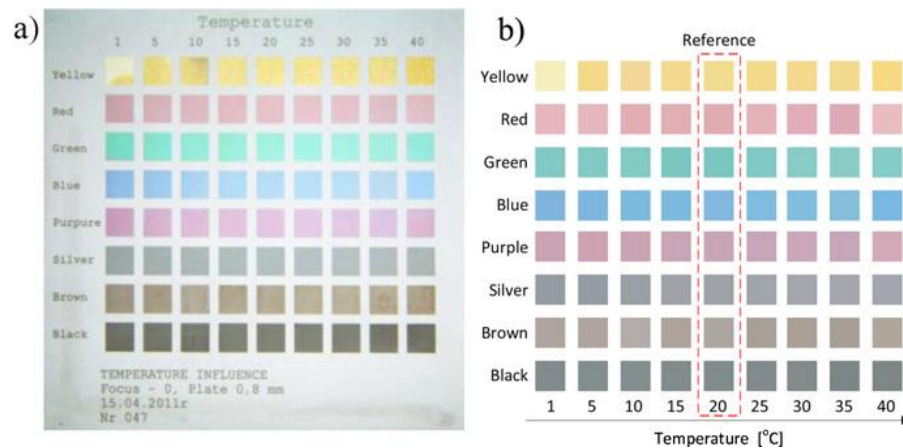 a)
Temperature
1 5 10 15 20 25 30 35 40
Yellow
Red
Green
Blue
Purpure
Silver
Brown
Black
TEMPERATURE INFLUENCE
Focus - 0, Plate 0,8 mm
15.04.2011r
Nr 047
b)
Reference
Yellow
Red
Green
Blue
Purple
Silver
Brown
Black
1 5 10 15 20 25 30 35 40
Temperature [°C]